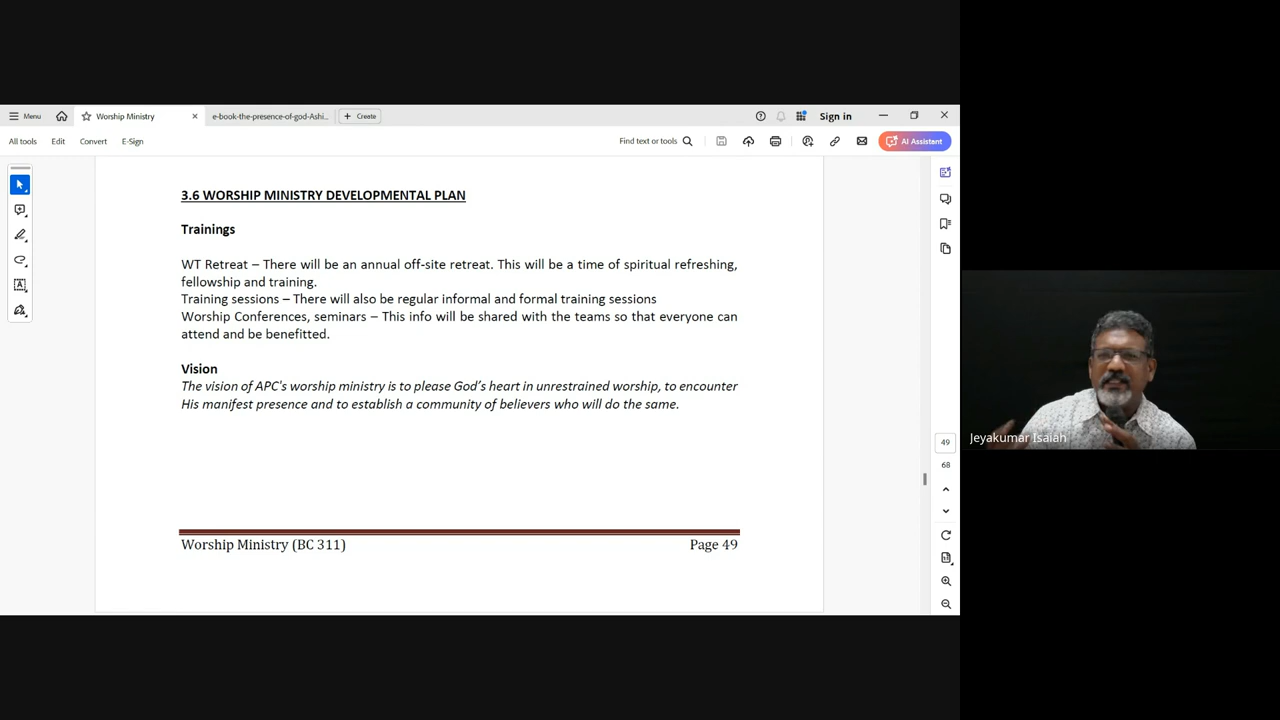 Menu
Worship Ministry
e-book-the-presence-of-god-Ashi...
Create
Sign in
All tools
Edit
Convert
E-Sign
Find text or tools
AI Assistant
3.6 WORSHIP MINISTRY DEVELOPMENTAL PLAN
Trainings
WT Retreat – There will be an annual off-site retreat. This will be a time of spiritual refreshing,
fellowship and training.
Training sessions – There will also be regular informal and formal training sessions
Worship Conferences, seminars – This info will be shared with the teams so that everyone can
attend and be benefitted.
Vision
The vision of APC's worship ministry is to please God’s heart in unrestrained worship, to encounter
His manifest presence and to establish a community of believers who will do the same.
Worship Ministry (BC 311)
Page 49
49
68
Jeyakumar Isaiah